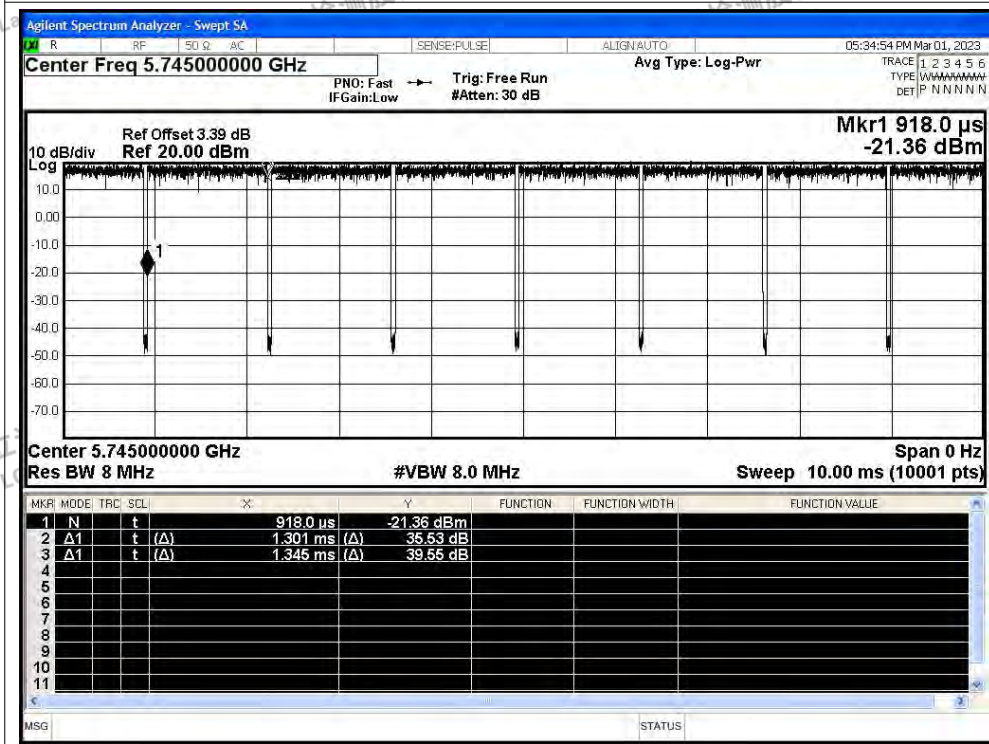 Agilent Spectrum Analyzer - Swept SA
R RF 50 Ω AC SENSE:PULSE ALIGN AUTO 05:34:54 PM Mar 01, 2023
Center Freq 5.745000000 GHz Avg Type: Log-Pwr TRACE 1 2 3 4 5 6
PNO: Fast Trig: Free Run TYPE
IFGain:Low #Atten: 30 dB DET P N N N N N
Mkr1 918.0 µs
Ref Offset 3.39 dB
10 dB/div Ref 20.00 dBm -21.36 dBm
Log
10.0
0.00
1
-10.0
-20.0
-30.0
-40.0
-50.0
-60.0
-70.0
Center 5.745000000 GHz Span 0 Hz
Res BW 8 MHz #VBW 8.0 MHz Sweep 10.00 ms (10001 pts)
MKR MODE TRC SCL X Y FUNCTION FUNCTION WIDTH FUNCTION VALUE
1 N t 918.0 µs -21.36 dBm
2 Δ1 t (Δ) 1.301 ms (Δ) 35.53 dB
3 Δ1 t (Δ) 1.345 ms (Δ) 39.55 dB
4
5
6
7
8
9
10
11
MSG STATUS